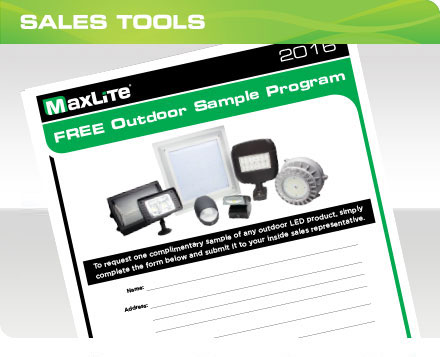 SALES TOOLS
2016
MaxLite®
FREE Outdoor Sample Program
To request one complimentary sample of any outdoor LED product, simply
complete the form below and submit it to your inside sales representative.
Name:
Address: